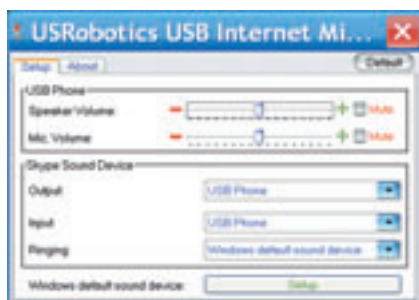 USRobotics USB Internet Mi...
Setup About Default
USB Phone
Speaker Volume: - + Mute
Mic. Volume - + Mute
Skype Sound Device
Output USB Phone
Input USB Phone
Ringing Windows default sound device
Windows default sound device: Setup